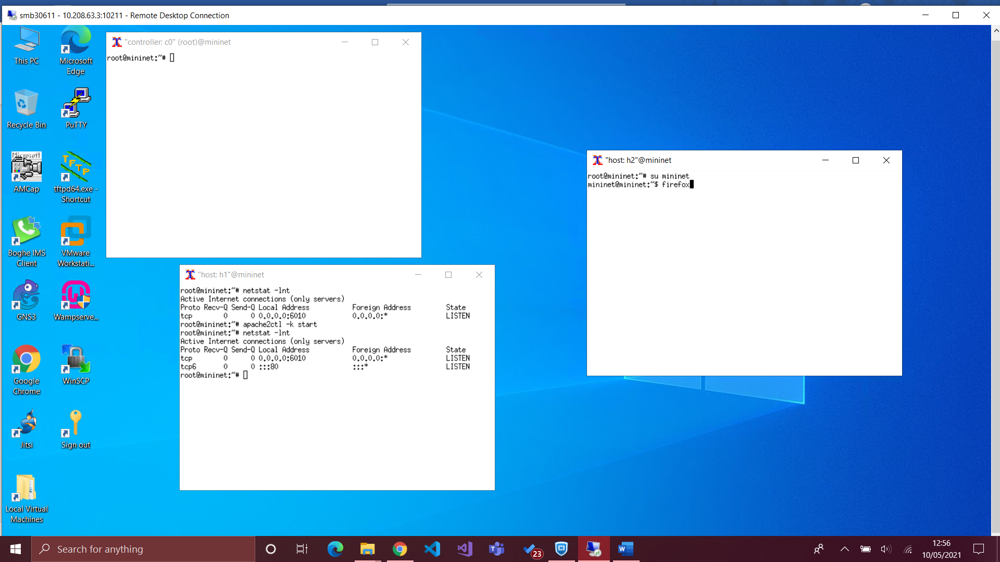 smb30611 - 10.208.63.3:10211 - Remote Desktop Connection
This PC
Microsoft
Edge
Recycle Bin
PuTTY
Microsoft
AMCap
TFTP
tftpd64.exe -
Shortcut
Boghe IMS
Client
VMware
Workstati...
GNS3
Wampserve...
Google
Chrome
WinSCP
Jitsi
Sign out
Local Virtual
Machines
"controller: c0" (root)@mininet
root@mininet:~#
"host: h1"@mininet
root@mininet:~# netstat -lnt
Active Internet connections (only servers)
Proto Recv-Q Send-Q Local Address Foreign Address State
tcp 0 0 0.0.0.0:6010 0.0.0.0:* LISTEN
root@mininet:~# apache2ctl -k start
root@mininet:~# netstat -lnt
Active Internet connections (only servers)
Proto Recv-Q Send-Q Local Address Foreign Address State
tcp 0 0 0.0.0.0:6010 0.0.0.0:* LISTEN
tcp6 0 0 :::80 :::* LISTEN
root@mininet:~#
"host: h2"@mininet
root@mininet:~# su mininet
mininet@mininet:~$ firefox
Search for anything
23
12:56
10/05/2021